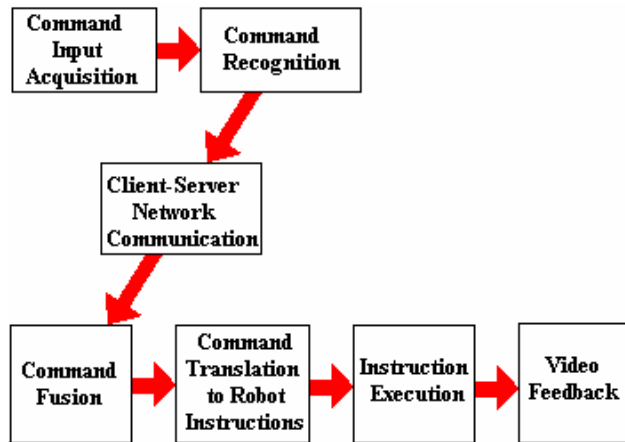 Command
Input
Acquisition
Command
Recognition
Client-Server
Network
Communication
Command
Fusion
Command
Translation
to Robot
Instructions
Instruction
Execution
Video
Feedback